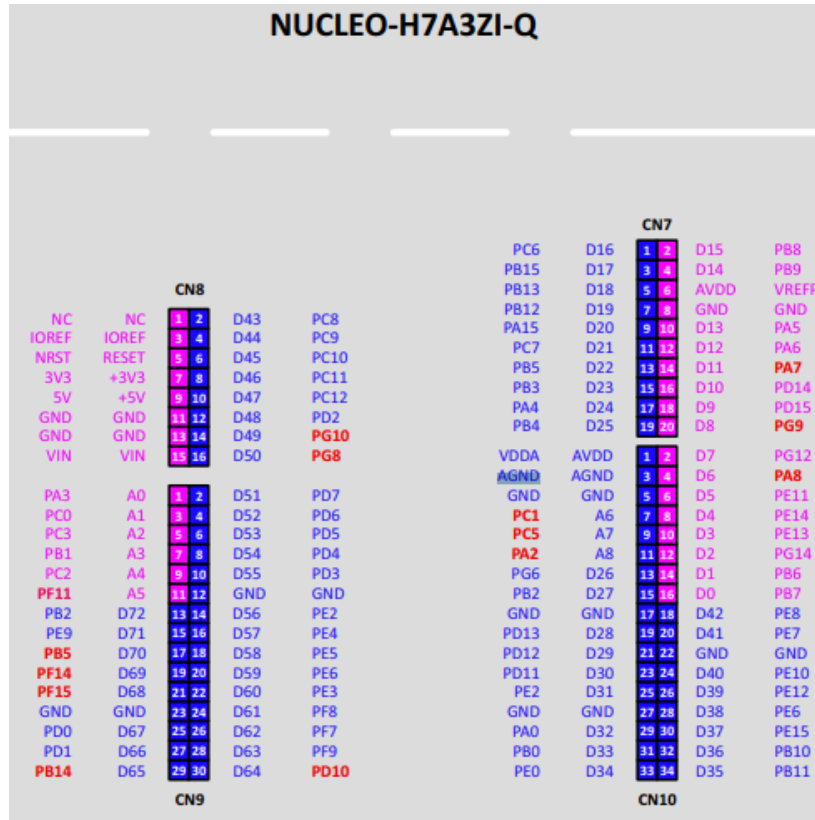 NUCLEO-H7A3ZI-Q
CN8
NC NC 1 2 D43 PC8
IOREF IOREF 3 4 D44 PC9
NRST RESET 5 6 D45 PC10
3V3 +3V3 7 8 D46 PC11
5V +5V 9 10 D47 PC12
GND GND 11 12 D48 PD2
GND GND 13 14 D49 PG10
VIN VIN 15 16 D50 PG8
PA3 A0 1 2 D51 PD7
PC0 A1 3 4 D52 PD6
PC3 A2 5 6 D53 PD5
PB1 A3 7 8 D54 PD4
PC2 A4 9 10 D55 PD3
PF11 A5 11 12 GND GND
PB2 D72 13 14 D56 PE2
PE9 D71 15 16 D57 PE4
PB5 D70 17 18 D58 PE5
PF14 D69 19 20 D59 PE6
PF15 D68 21 22 D60 PE3
GND GND 23 24 D61 PF8
PD0 D67 25 26 D62 PF7
PD1 D66 27 28 D63 PF9
PB14 D65 29 30 D64 PD10
CN9
CN7
PC6 D16 1 2 D15 PB8
PB15 D17 3 4 D14 PB9
PB13 D18 5 6 AVDD VREFP
PB12 D19 7 8 GND GND
PA15 D20 9 10 D13 PA5
PC7 D21 11 12 D12 PA6
PB5 D22 13 14 D11 PA7
PB3 D23 15 16 D10 PD14
PA4 D24 17 18 D9 PD15
PB4 D25 19 20 D8 PG9
VDDA AVDD 1 2 D7 PG12
AGND AGND 3 4 D6 PA8
GND GND 5 6 D5 PE11
PC1 A6 7 8 D4 PE14
PC5 A7 9 10 D3 PE13
PA2 A8 11 12 D2 PG14
PG6 D26 13 14 D1 PB6
PB2 D27 15 16 D0 PB7
GND GND 17 18 D42 PE8
PD13 D28 19 20 D41 PE7
PD12 D29 21 22 GND GND
PD11 D30 23 24 D40 PE10
PE2 D31 25 26 D39 PE12
GND GND 27 28 D38 PE6
PA0 D32 29 30 D37 PE15
PB0 D33 31 32 D36 PB10
PE0 D34 33 34 D35 PB11
CN10